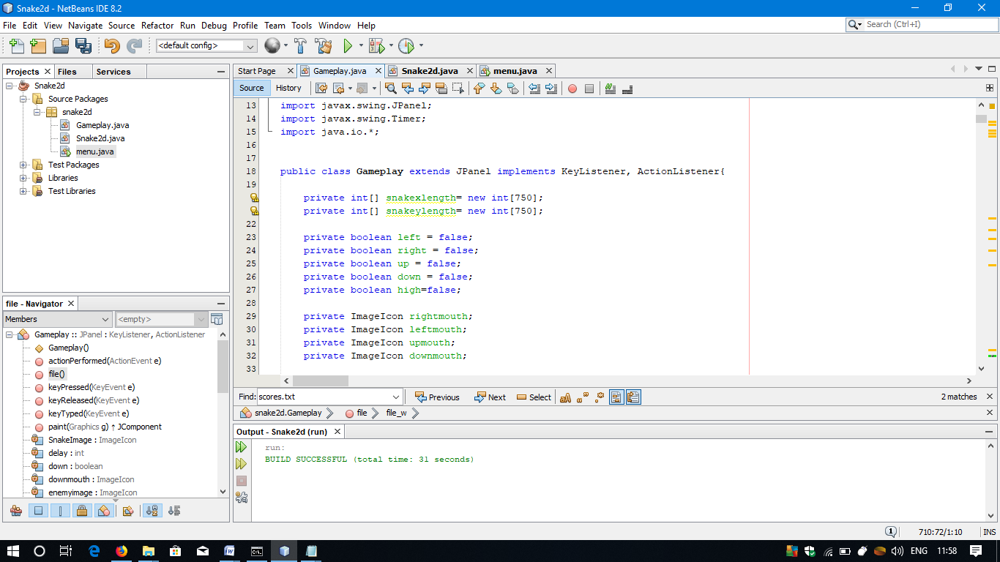 Snake2d - NetBeans IDE 8.2
File Edit View Navigate Source Refactor Run Debug Profile Team Tools Window Help
Search (Ctrl+I)
<default config>
Projects Files Services
Snake2d
Source Packages
snake2d
Gameplay.java
Snake2d.java
menu.java
Test Packages
Libraries
Test Libraries
file - Navigator
Members <empty>
Gameplay :: JPanel : KeyListener, ActionListener
Gameplay()
actionPerformed(ActionEvent e)
file()
keyPressed(KeyEvent e)
keyReleased(KeyEvent e)
keyTyped(KeyEvent e)
paint(Graphics g) ↑ JComponent
SnakeImage : ImageIcon
delay : int
down : boolean
downmouth : ImageIcon
enemyimage : ImageIcon
Start Page Gameplay.java Snake2d.java menu.java
Source History
13 import javax.swing.JPanel;
14 import javax.swing.Timer;
15 import java.io.*;
16
17
18 public class Gameplay extends JPanel implements KeyListener, ActionListener{
19
private int[] snakexlength= new int[750];
private int[] snakeylength= new int[750];
22
23 private boolean left = false;
24 private boolean right = false;
25 private boolean up = false;
26 private boolean down = false;
27 private boolean high=false;
28
29 private ImageIcon rightmouth;
30 private ImageIcon leftmouth;
31 private ImageIcon upmouth;
32 private ImageIcon downmouth;
33
Find: scores.txt Previous Next Select 2 matches
snake2d.Gameplay file file_w
Output - Snake2d (run)
run:
BUILD SUCCESSFUL (total time: 31 seconds)
1 710:72/1:10 INS
ENG 11:58